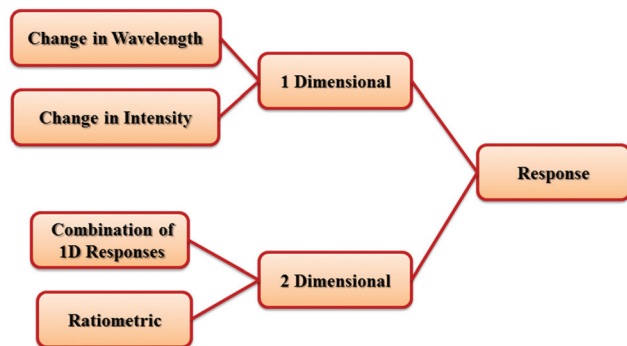 Change in Wavelength
1 Dimensional
Change in Intensity
Response
Combination of
1D Responses
2 Dimensional
Ratiometric